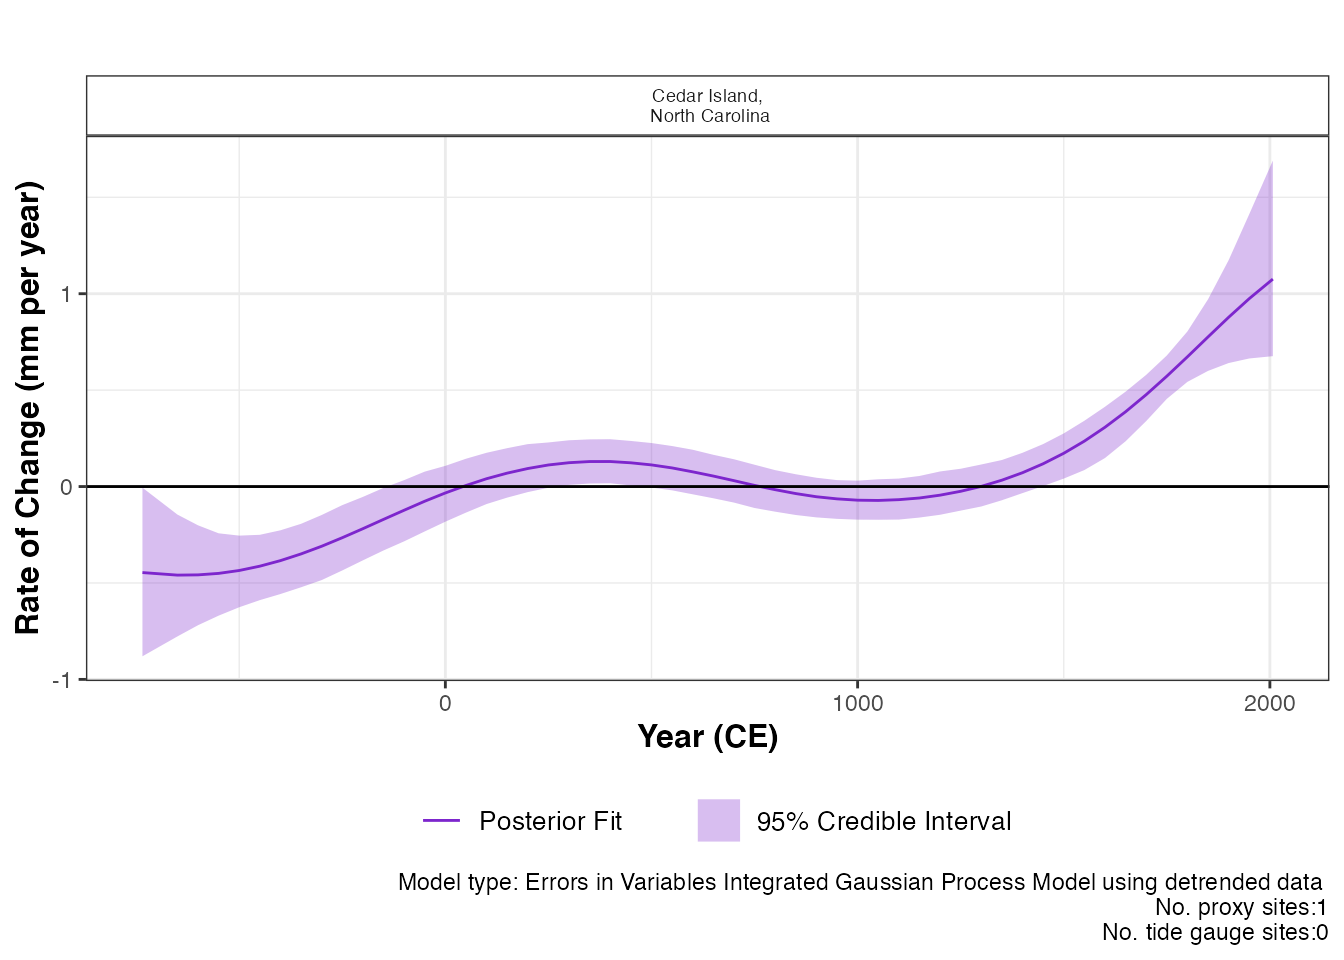 Cedar Island,
North Carolina
Rate of Change (mm per year)
1
0
-1
0
1000
2000
Year (CE)
Posterior Fit
95% Credible Interval
Model type: Errors in Variables Integrated Gaussian Process Model using detrended data
No. proxy sites:1
No. tide gauge sites:0